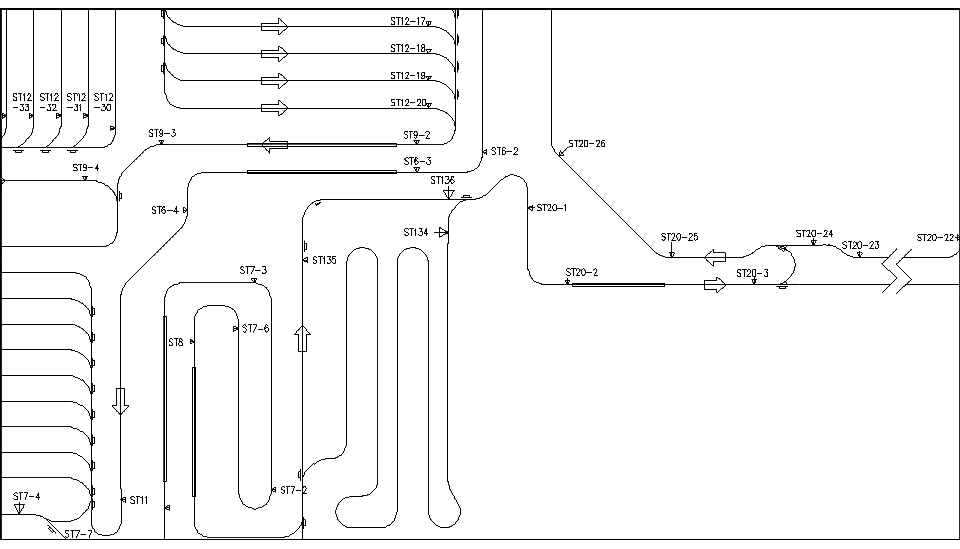 ST12-17
ST12-18
ST12-19
ST12-20
ST12
-33
ST12
-32
ST12
-31
ST12
-30
ST9-3
ST9-2
ST20-26
ST6-2
ST9-4
ST6-3
ST136
ST6-4
ST20-1
ST134
ST20-25
ST20-24
ST20-23
ST20-22
ST135
ST7-3
ST20-2
ST20-3
ST8
ST7-6
ST7-4
ST11
ST7-2
ST7-7